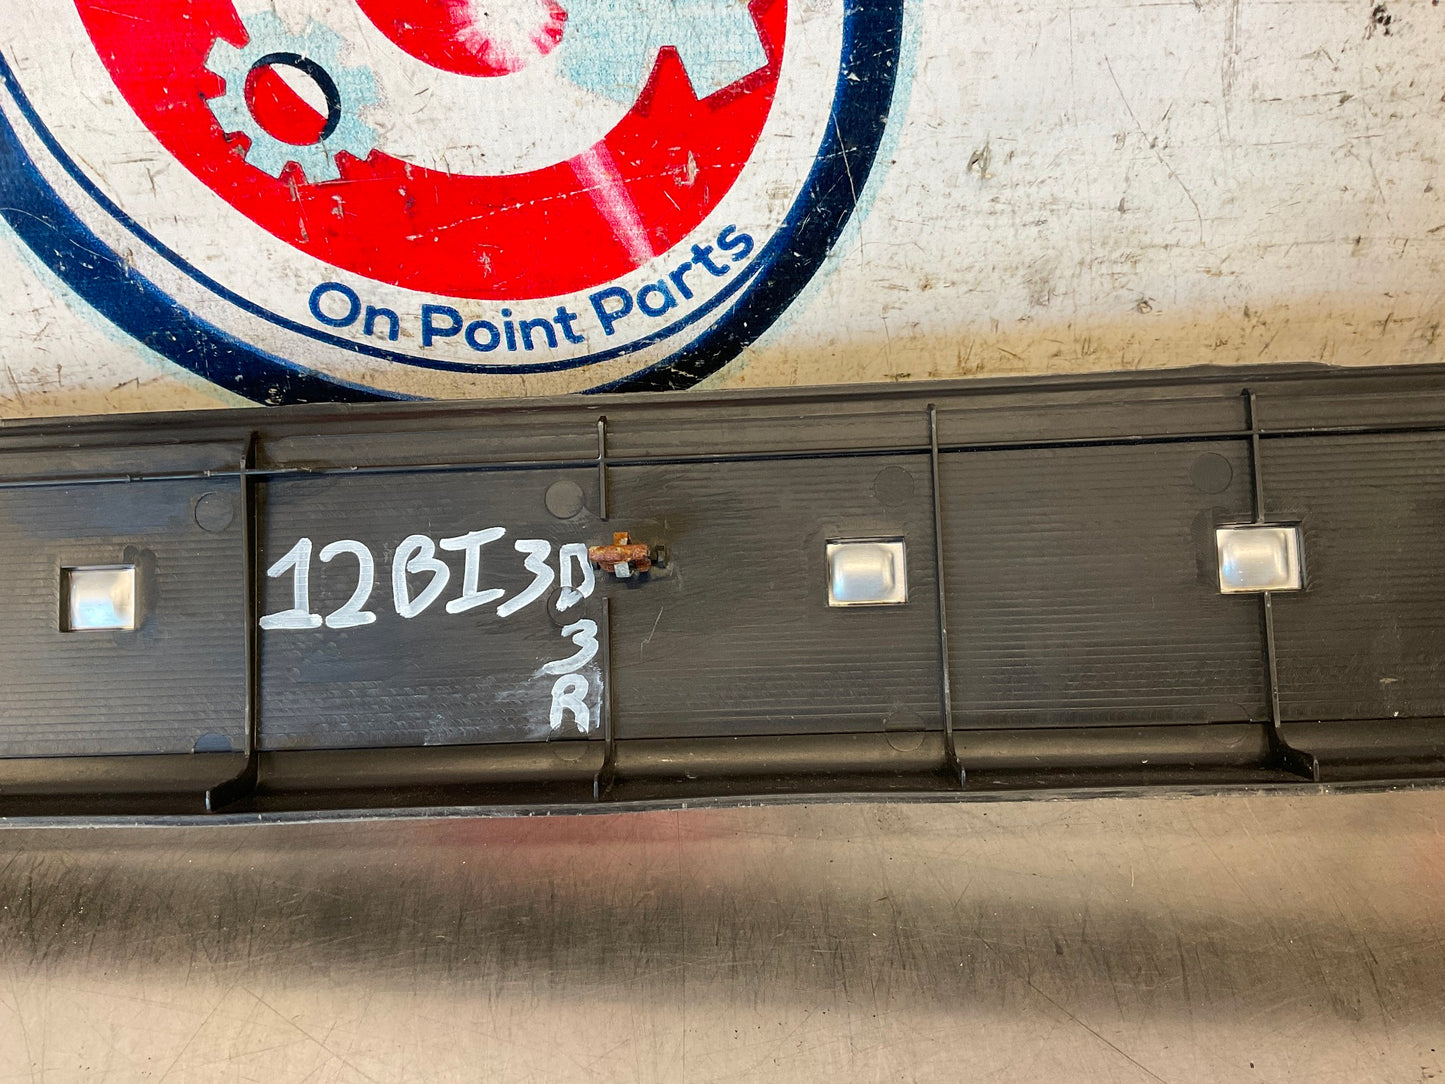 On Point Parts
12BI3D
3
R